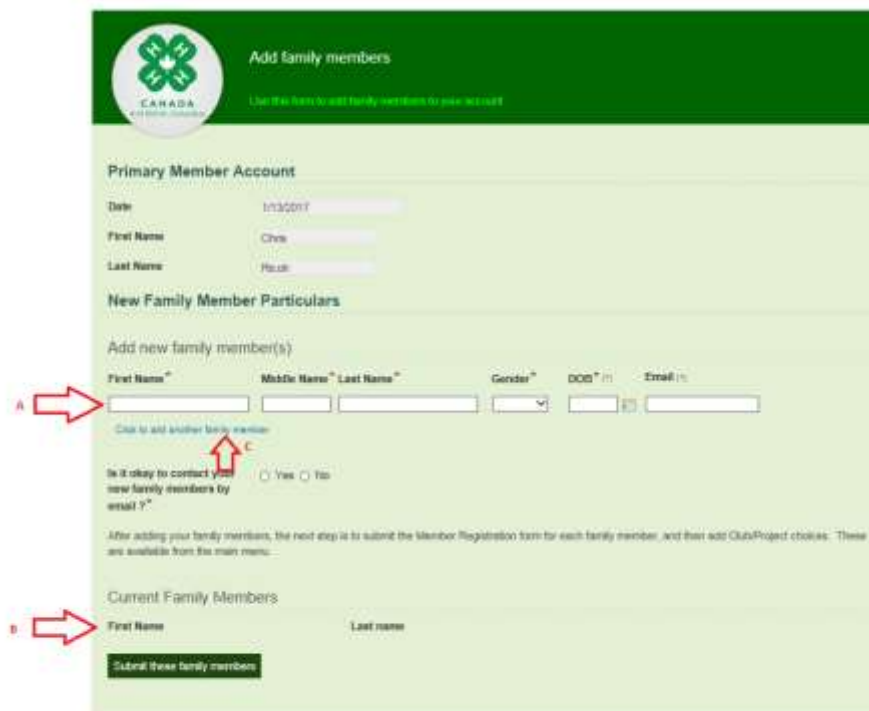 H H H H
Add family members
CANADA
Use this form to add family members to your account
Primary Member Account
Date 1/13/2017
First Name Chris
Last Name
New Family Member Particulars
Add new family member(s)
First Name* Middle Name* Last Name* Gender* DOB* (?) Email (?)
A
Click to add another family member
C
Is it okay to contact your Yes No
new family members by
email ?*
After adding your family members, the next step is to submit the Member Registration form for each family member, and then add Club/Project choices. These
are available from the main menu.
Current Family Members
B First Name Last name
Submit these family members